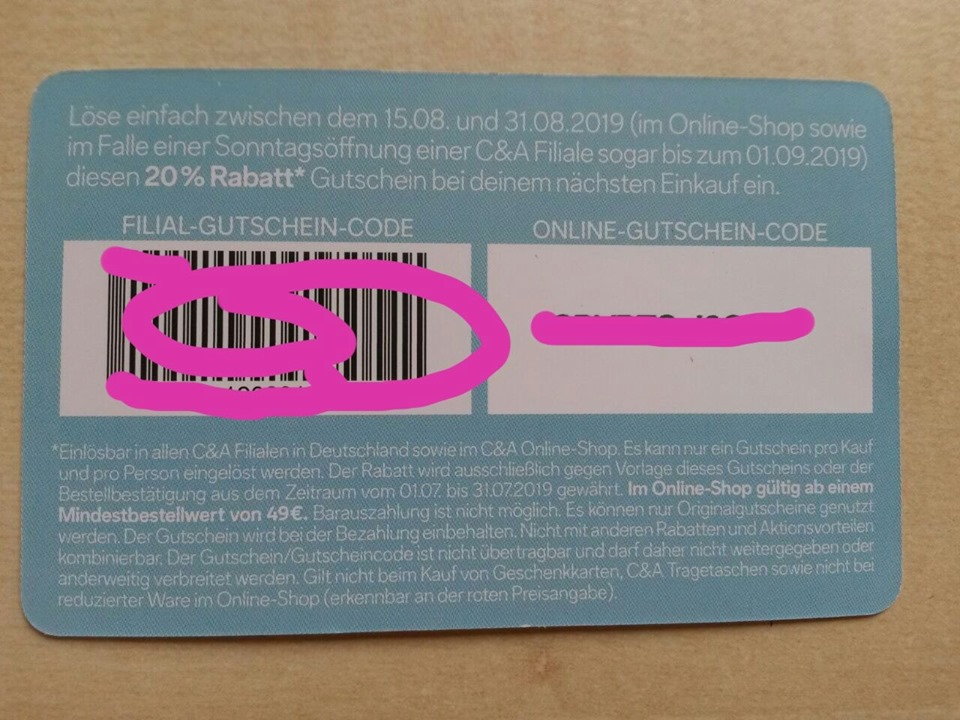 Löse einfach zwischen dem 15.08. und 31.08.2019 (im Online-Shop sowie
im Falle einer Sonntagsöffnung einer C&A Filiale sogar bis zum 01.09.2019)
diesen 20% Rabatt* Gutschein bei deinem nächsten Einkauf ein.
FILIAL-GUTSCHEIN-CODE
ONLINE-GUTSCHEIN-CODE
*Einlösbar in allen C&A Filialen in Deutschland sowie im C&A Online-Shop. Es kann nur ein Gutschein pro Kauf
und pro Person eingelöst werden. Der Rabatt wird ausschließlich gegen Vorlage dieses Gutscheins oder der
Bestellbestätigung aus dem Zeitraum vom 01.07. bis 31.07.2019 gewährt. Im Online-Shop gültig ab einem
Mindestbestellwert von 49€. Barauszahlung ist nicht möglich. Es können nur Originalgutscheine genutzt
werden. Der Gutschein wird bei der Bezahlung einbehalten. Nicht mit anderen Rabatten und Aktionsvorteilen
kombinierbar. Der Gutschein/Gutscheincode ist nicht übertragbar und darf daher nicht weitergegeben oder
anderweitig verbreitet werden. Gilt nicht beim Kauf von Geschenkkarten, C&A Tragetaschen sowie nicht bei
reduzierter Ware im Online-Shop (erkennbar an der roten Preisangabe).